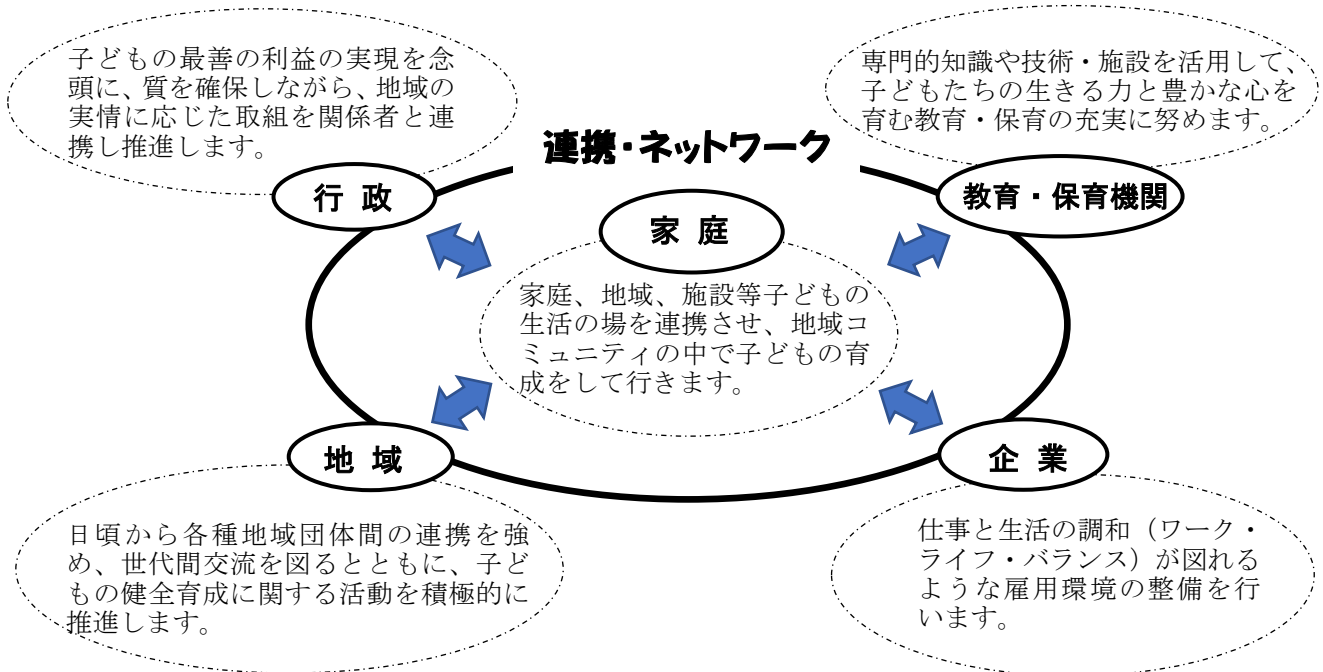 子どもの最善の利益の実現を念
頭に、質を確保しながら、地域の
実情に応じた取組を関係者と連
携し推進します。
行 政
専門的知識や技術・施設を活用して、
子どもたちの生きる力と豊かな心を
育む教育・保育の充実に努めます。
教育・保育機関
連携・ネットワーク
家 庭
家庭、地域、施設等子どもの
生活の場を連携させ、地域コ
ミュニティの中で子どもの育
成をして行きます。
地 域
日頃から各種地域団体間の連携を強
め、世代間交流を図るとともに、子ど
もの健全育成に関する活動を積極的に
推進します。
企 業
仕事と生活の調和（ワーク・
ライフ・バランス）が図れる
ような雇用環境の整備を行
います。